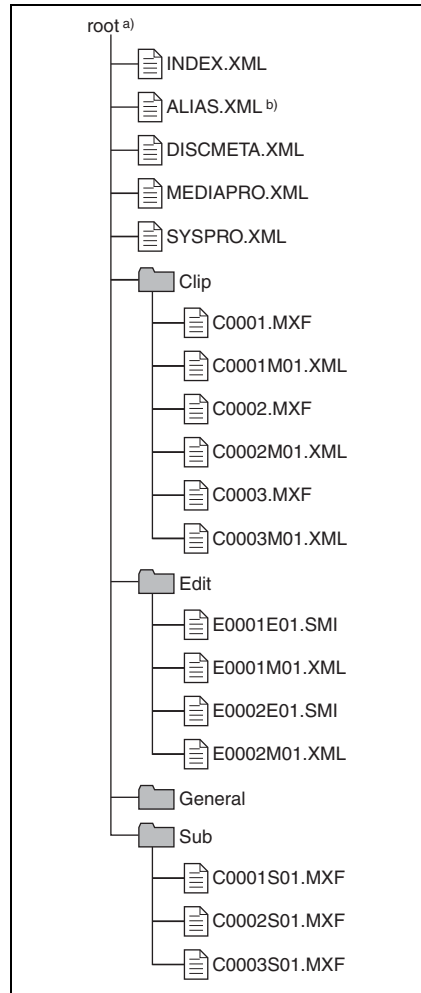 root a)
INDEX.XML
ALIAS.XML b)
DISCMETA.XML
MEDIAPRO.XML
SYSPRO.XML
Clip
C0001.MXF
C0001M01.XML
C0002.MXF
C0002M01.XML
C0003.MXF
C0003M01.XML
Edit
E0001E01.SMI
E0001M01.XML
E0002E01.SMI
E0002M01.XML
General
Sub
C0001S01.MXF
C0002S01.MXF
C0003S01.MXF